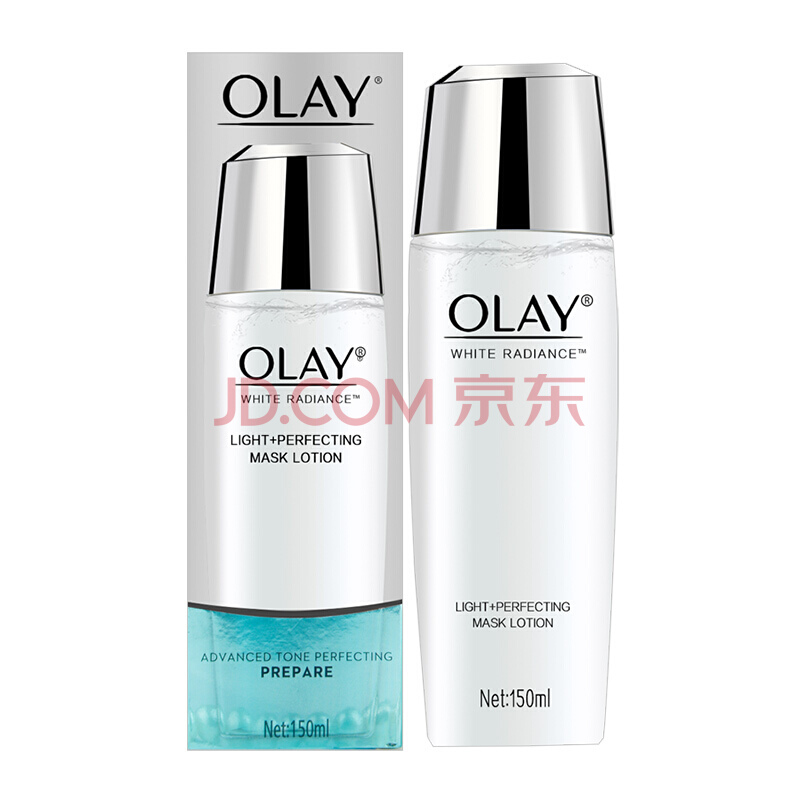 OLAY®
OLAY®
WHITE RADIANCE™
LIGHT+PERFECTING
MASK LOTION
ADVANCED TONE PERFECTING
PREPARE
Net:150ml
OLAY®
WHITE RADIANCE™
LIGHT+PERFECTING
MASK LOTION
Net:150ml
JD.COM 京东